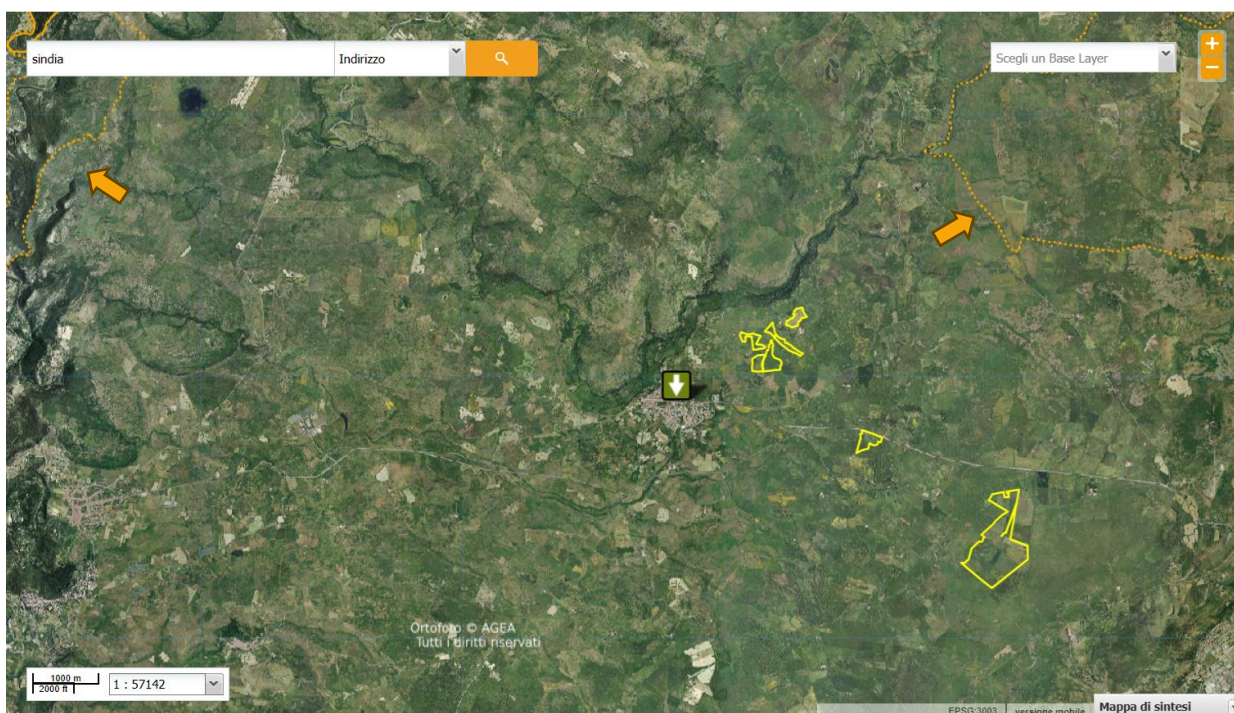 sindia
Indirizzo
Scegli un Base Layer
+
−
Ortofoto © AGEA
Tutti i diritti riservati
1000 m
2000 ft
1 : 57142
EPSG:3003
versione mobile
Mappa di sintesi